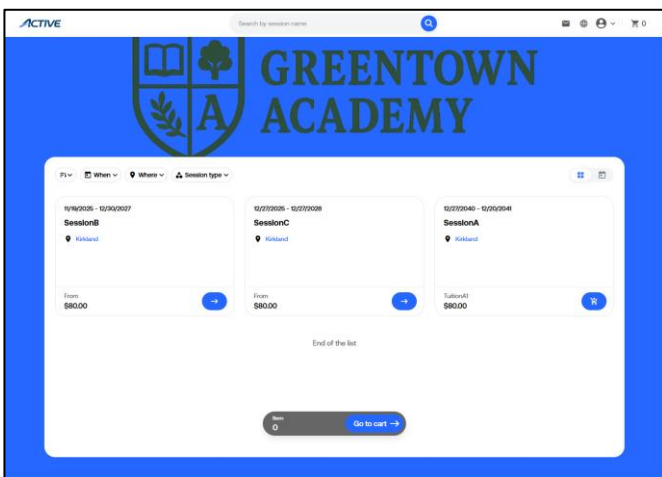 ACTIVE
Search by session name
0
GREENTOWN
ACADEMY
A
When
Where
Session type
11/19/2025 - 12/30/2027
SessionB
Kirkland
From
$80.00
12/27/2025 - 12/27/2028
SessionC
Kirkland
From
$80.00
12/27/2040 - 12/20/2041
SessionA
Kirkland
TuitionA1
$80.00
End of the list
Item
0
Go to cart